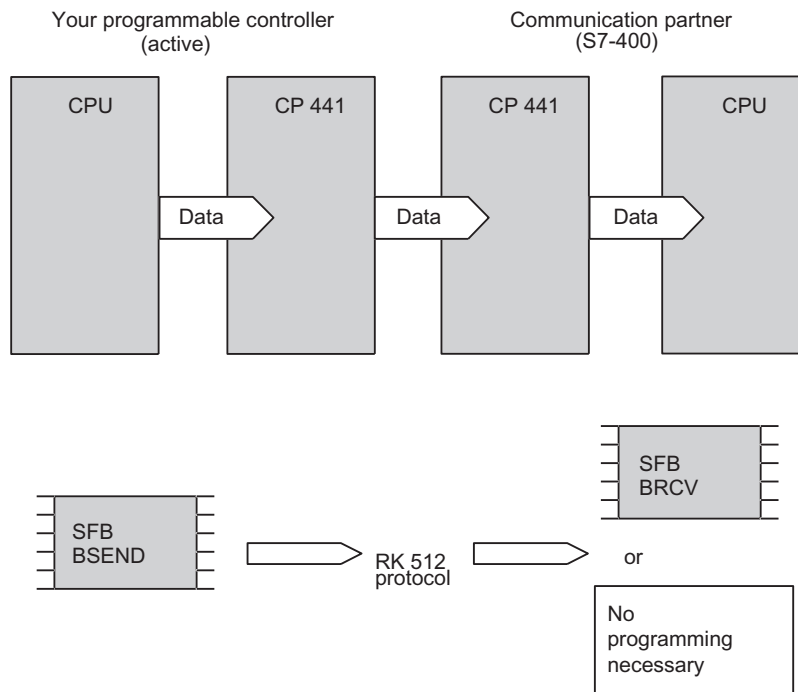 Your programmable controller
(active)
Communication partner
(S7-400)
CPU
CP 441
CP 441
CPU
Data
Data
Data
SFB
BSEND
RK 512
protocol
SFB
BRCV
or
No
programming
necessary